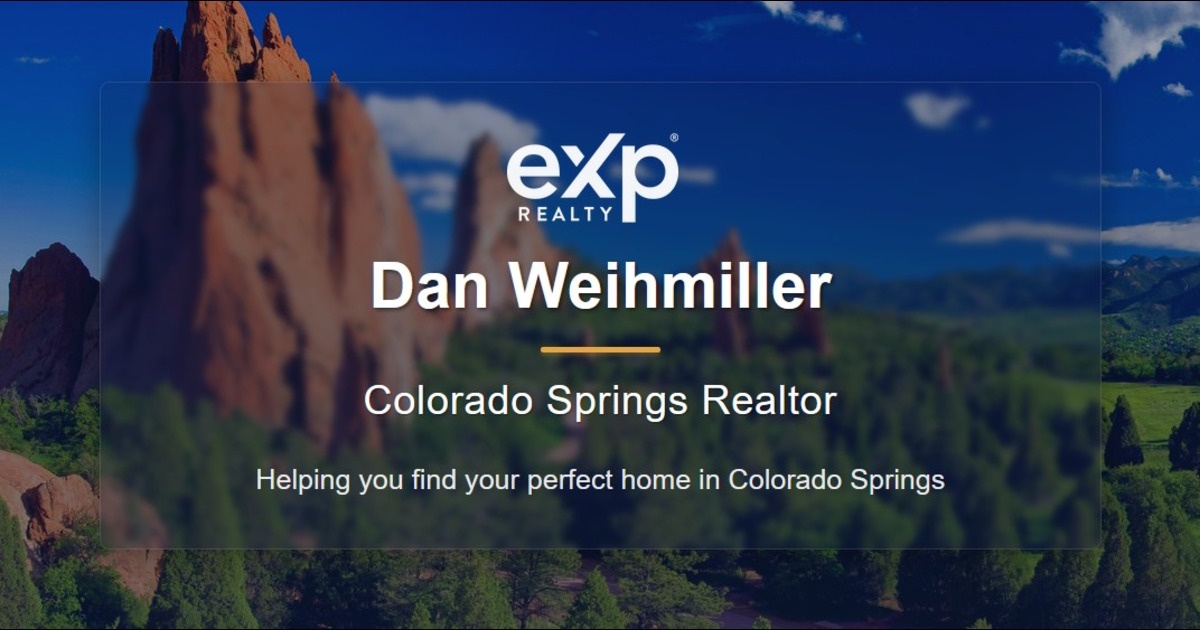 eXp®
REALTY
Dan Weihmiller
Colorado Springs Realtor
Helping you find your perfect home in Colorado Springs